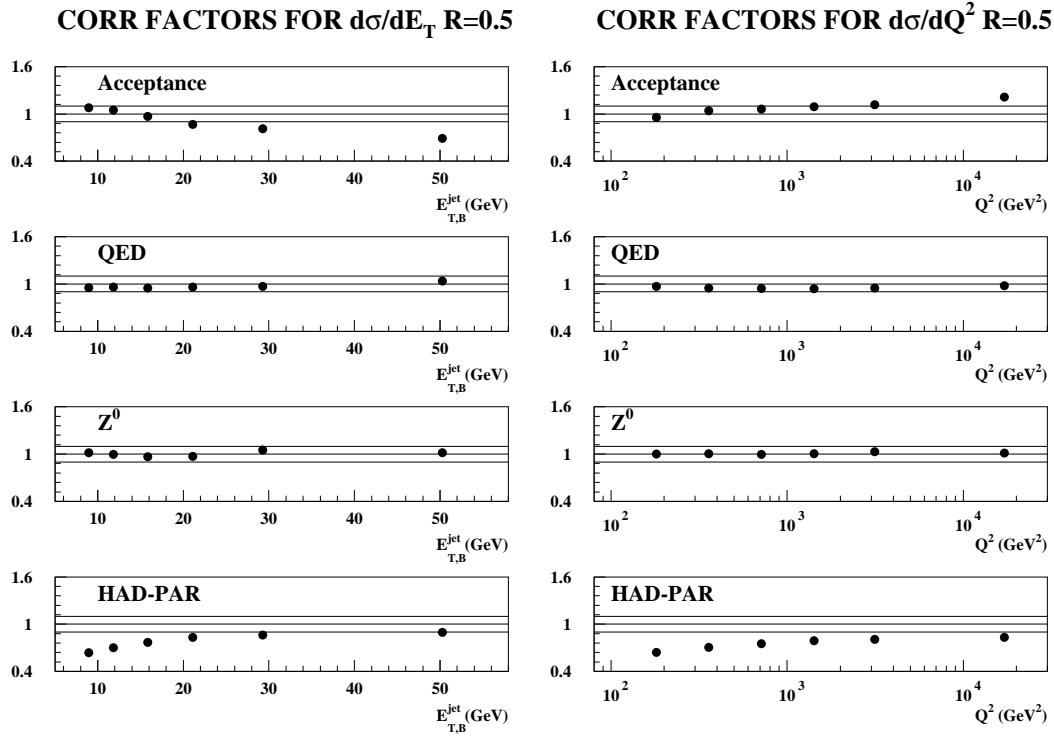 CORR FACTORS FOR dσ/dE_T R=0.5
1.6
Acceptance
1
0.4
10 20 30 40 50
E^jet_T,B (GeV)
1.6
QED
1
0.4
10 20 30 40 50
E^jet_T,B (GeV)
1.6
Z^0
1
0.4
10 20 30 40 50
E^jet_T,B (GeV)
1.6
HAD-PAR
1
0.4
10 20 30 40 50
E^jet_T,B (GeV)
CORR FACTORS FOR dσ/dQ^2 R=0.5
1.6
Acceptance
1
0.4
10^2 10^3 10^4
Q^2 (GeV^2)
1.6
QED
1
0.4
10^2 10^3 10^4
Q^2 (GeV^2)
1.6
Z^0
1
0.4
10^2 10^3 10^4
Q^2 (GeV^2)
1.6
HAD-PAR
1
0.4
10^2 10^3 10^4
Q^2 (GeV^2)